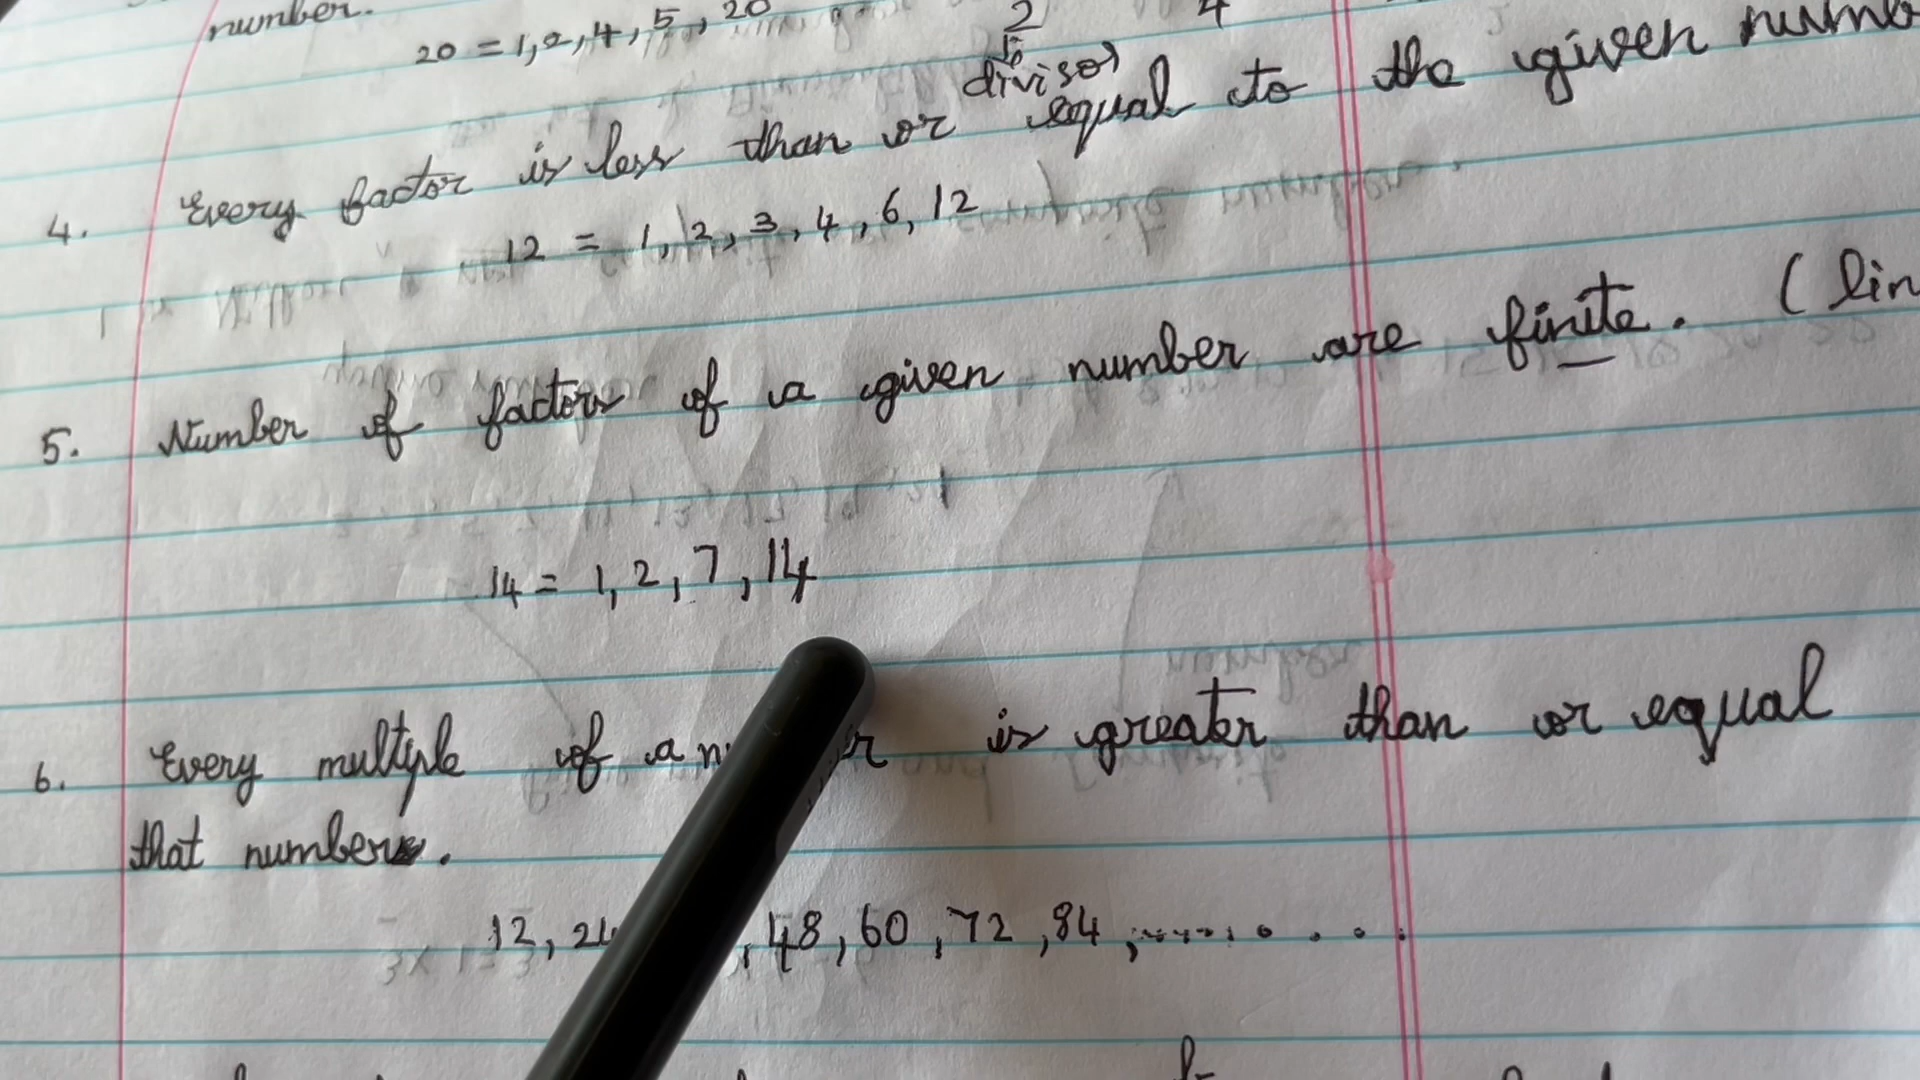 number.
20 = 1,2,4,5,20
2
4
divisor
4. Every factor is less than or equal to the given
12 = 1, 2, 3, 4, 6, 12
5. Number of factors of a given number are finite. (
14 = 1, 2, 7, 14
6. Every multiple of a is greater than or equal
that number.
12, 48, 60, 72, 84, ..........